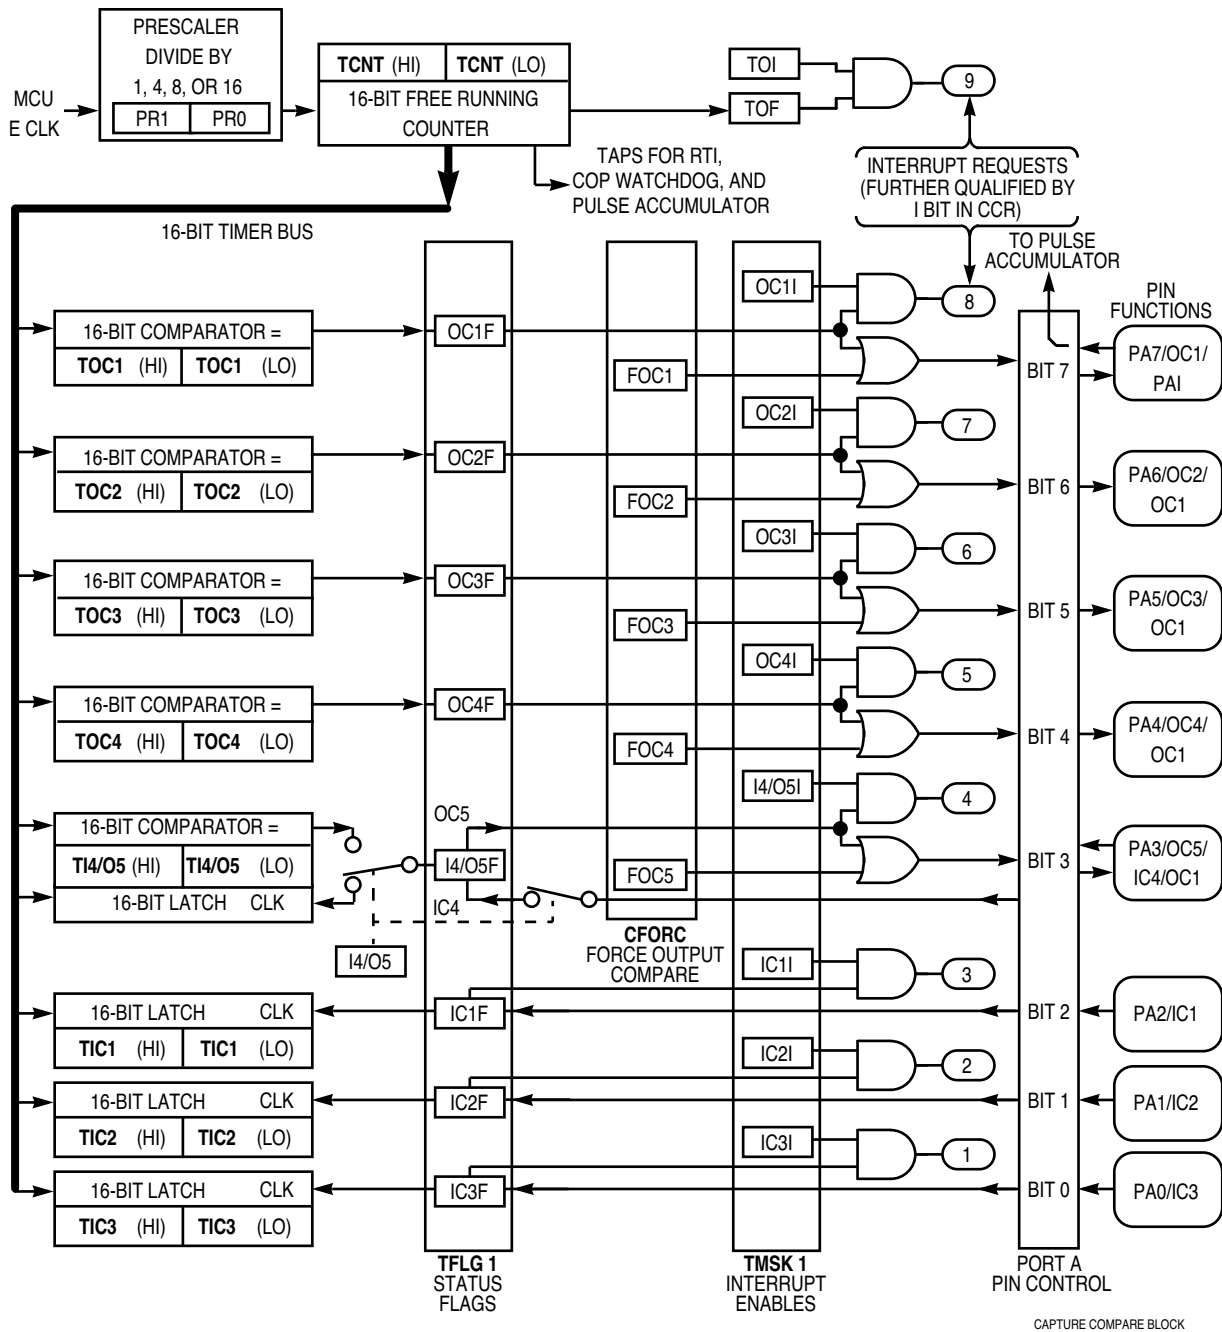 PRESCALER
DIVIDE BY
1, 4, 8, OR 16
PR1 PR0
MCU
E CLK
TCNT (HI) TCNT (LO)
16-BIT FREE RUNNING
COUNTER
TOI
TOF
9
TAPS FOR RTI,
COP WATCHDOG, AND
PULSE ACCUMULATOR
INTERRUPT REQUESTS
(FURTHER QUALIFIED BY
I BIT IN CCR)
16-BIT TIMER BUS
TO PULSE
ACCUMULATOR
PIN
FUNCTIONS
OC1I
8
16-BIT COMPARATOR =
TOC1 (HI) TOC1 (LO)
OC1F
FOC1
BIT 7
PA7/OC1/
PAI
OC2I
7
16-BIT COMPARATOR =
TOC2 (HI) TOC2 (LO)
OC2F
FOC2
BIT 6
PA6/OC2/
OC1
OC3I
6
16-BIT COMPARATOR =
TOC3 (HI) TOC3 (LO)
OC3F
FOC3
BIT 5
PA5/OC3/
OC1
OC4I
5
16-BIT COMPARATOR =
TOC4 (HI) TOC4 (LO)
OC4F
FOC4
BIT 4
PA4/OC4/
OC1
I4/O5I
4
16-BIT COMPARATOR =
TI4/O5 (HI) TI4/O5 (LO)
16-BIT LATCH CLK
OC5
I4/O5F
IC4
FOC5
BIT 3
PA3/OC5/
IC4/OC1
I4/O5
CFORC
FORCE OUTPUT
COMPARE
IC1I
3
16-BIT LATCH CLK
TIC1 (HI) TIC1 (LO)
IC1F
BIT 2
PA2/IC1
IC2I
2
16-BIT LATCH CLK
TIC2 (HI) TIC2 (LO)
IC2F
BIT 1
PA1/IC2
IC3I
1
16-BIT LATCH CLK
TIC3 (HI) TIC3 (LO)
IC3F
BIT 0
PA0/IC3
TFLG 1
STATUS
FLAGS
TMSK 1
INTERRUPT
ENABLES
PORT A
PIN CONTROL
CAPTURE COMPARE BLOCK